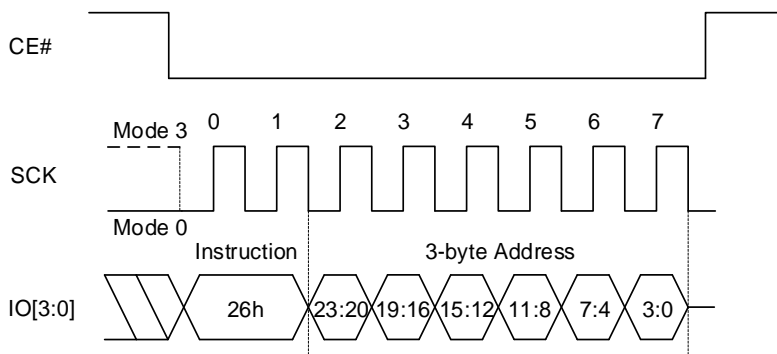 CE#
Mode 3 0 1 2 3 4 5 6 7
SCK
Mode 0
Instruction 3-byte Address
IO[3:0] 26h 23:20 19:16 15:12 11:8 7:4 3:0